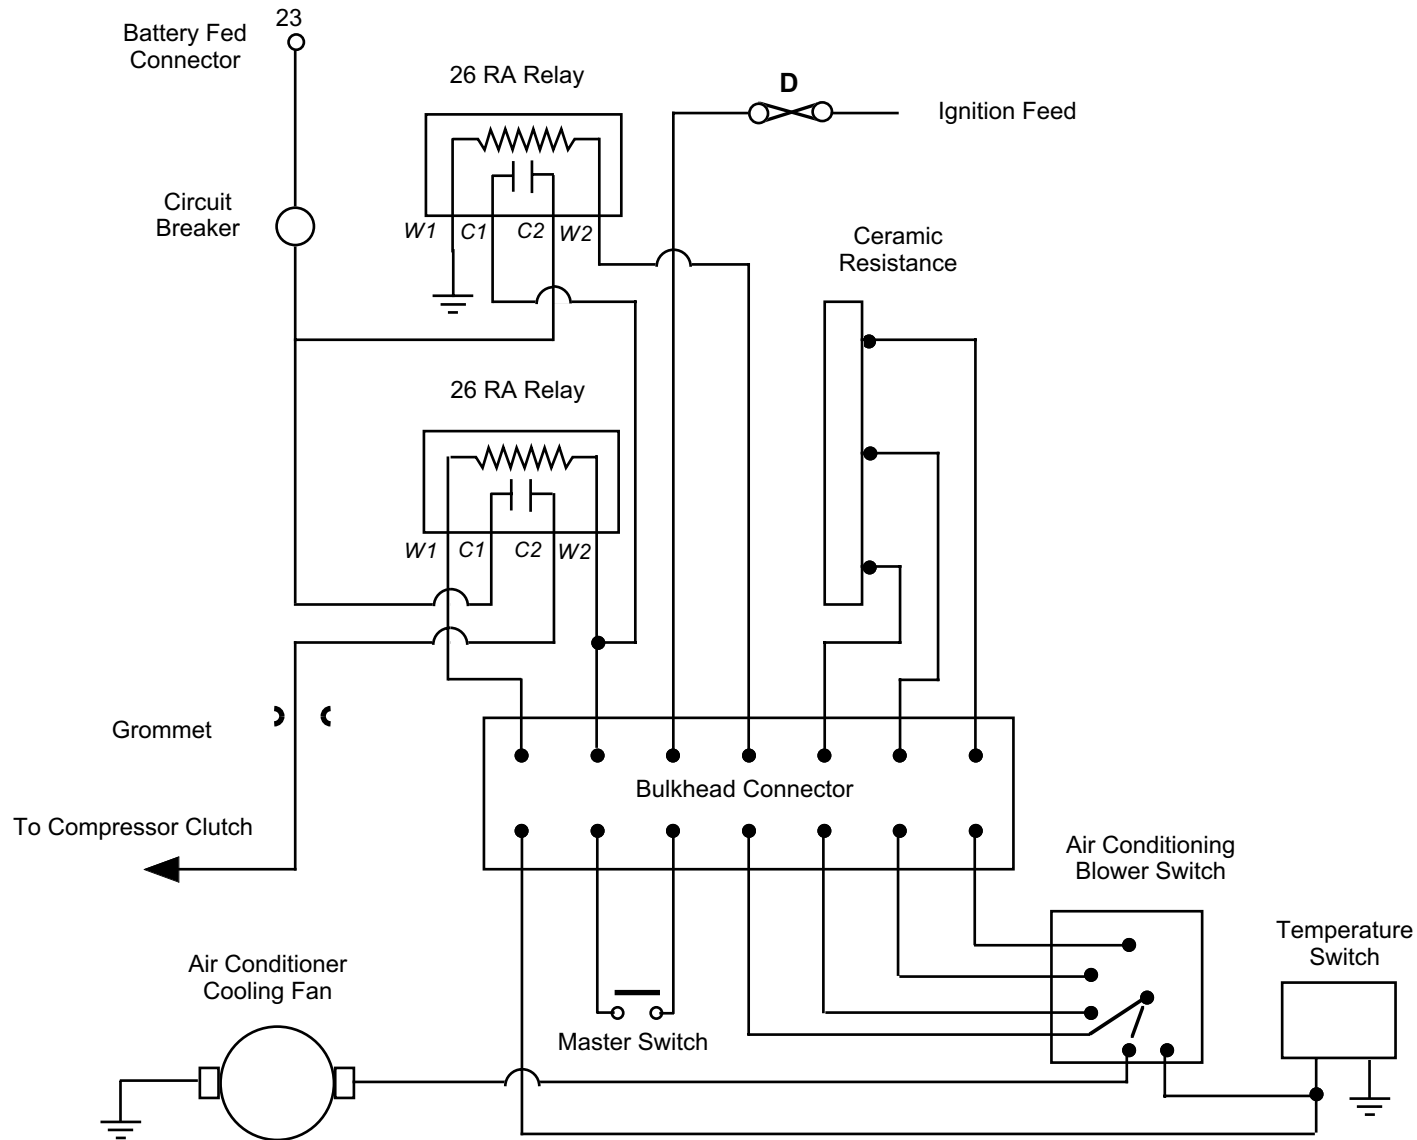 23
Battery Fed
Connector
26 RA Relay
D
Ignition Feed
Circuit
Breaker
W1 C1 C2 W2
Ceramic
Resistance
26 RA Relay
W1 C1 C2 W2
Grommet
Bulkhead Connector
To Compressor Clutch
Air Conditioning
Blower Switch
Temperature
Switch
Air Conditioner
Cooling Fan
Master Switch